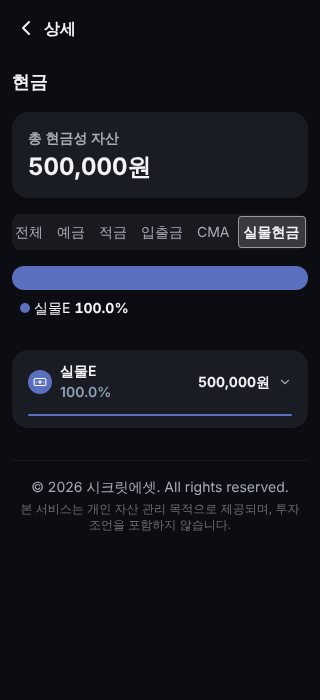 상세
현금
총 현금성 자산
500,000원
전체 예금 적금 입출금 CMA 실물현금
실물E 100.0%
실물E
100.0%
500,000원
© 2026 시크릿에셋. All rights reserved.
본 서비스는 개인 자산 관리 목적으로 제공되며, 투자
조언을 포함하지 않습니다.